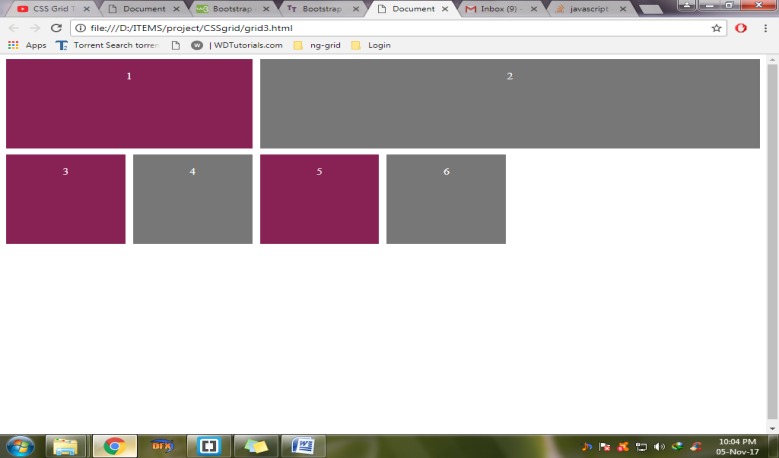 CSS Grid T
Document
Bootstrap
Bootstrap
Document
Inbox (9) -
javascript
file:///D:/ITEMS/project/CSSgrid/grid3.html
Apps
Torrent Search torren
| WDTutorials.com
ng-grid
Login
1
2
3
4
5
6
DFX
10:04 PM
05-Nov-17